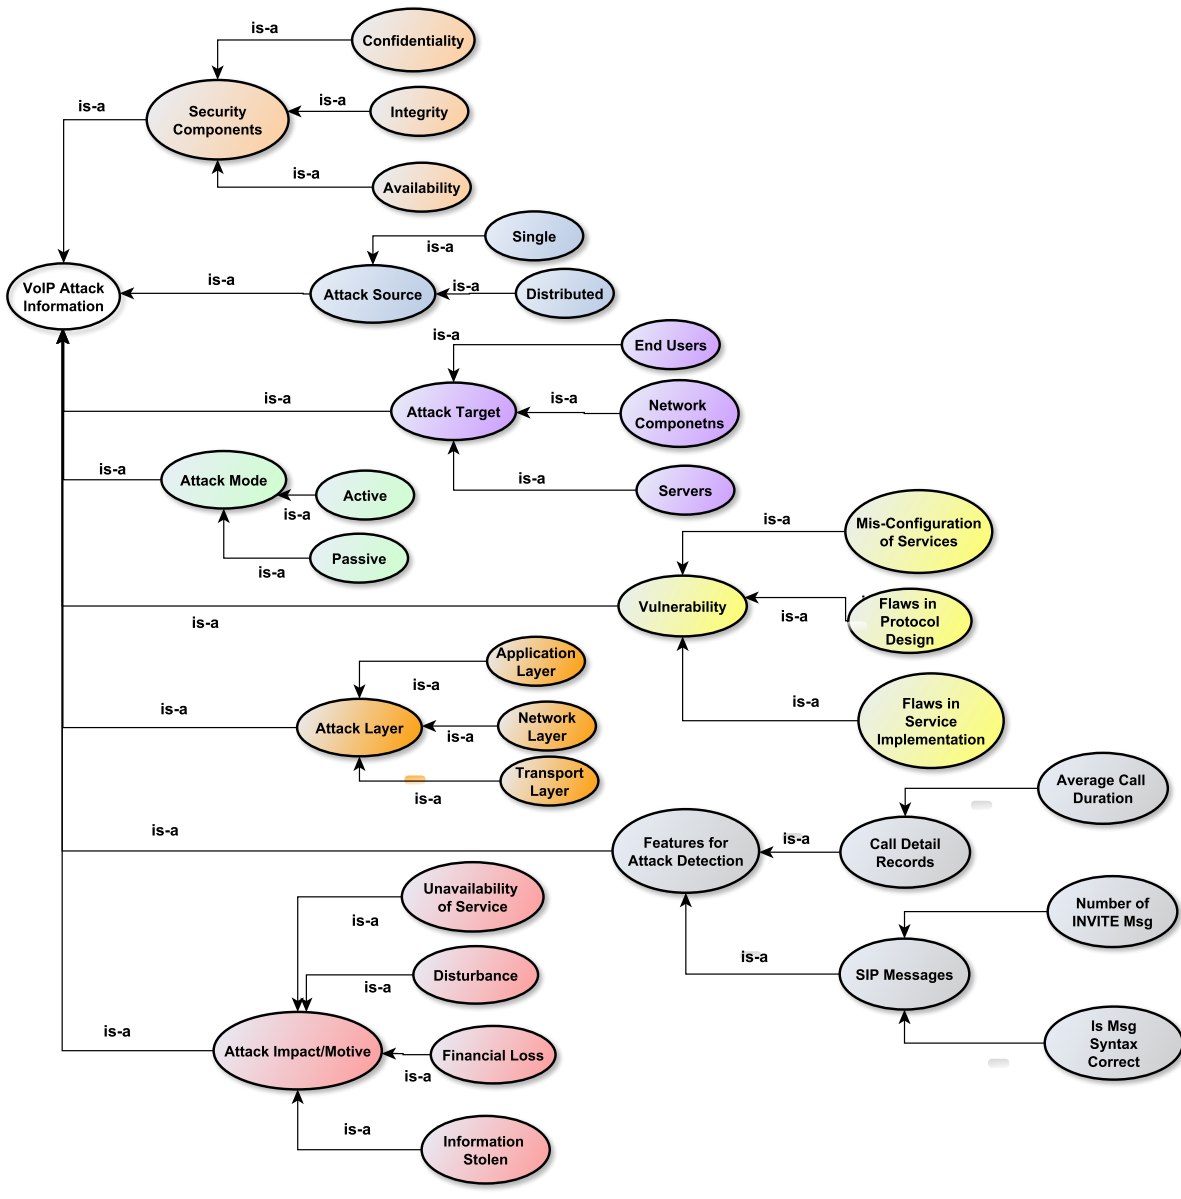 is-a
Confidentiality
is-a
Security
Components
is-a
Integrity
is-a
Availability
VoIP Attack
Information
is-a
Attack Source
is-a
Single
is-a
Distributed
is-a
Attack Target
is-a
End Users
is-a
Network
Componetns
is-a
Servers
is-a
Attack Mode
is-a
Active
is-a
Passive
is-a
Vulnerability
is-a
Mis-Configuration
of Services
is-a
Flaws in
Protocol
Design
is-a
Flaws in
Service
Implementation
is-a
Attack Layer
is-a
Application
Layer
is-a
Network
Layer
is-a
Transport
Layer
is-a
Features for
Attack Detection
is-a
Call Detail
Records
Average Call
Duration
is-a
SIP Messages
Number of
INVITE Msg
Is Msg
Syntax
Correct
is-a
Attack Impact/Motive
is-a
Unavailability
of Service
is-a
Disturbance
is-a
Financial Loss
is-a
Information
Stolen